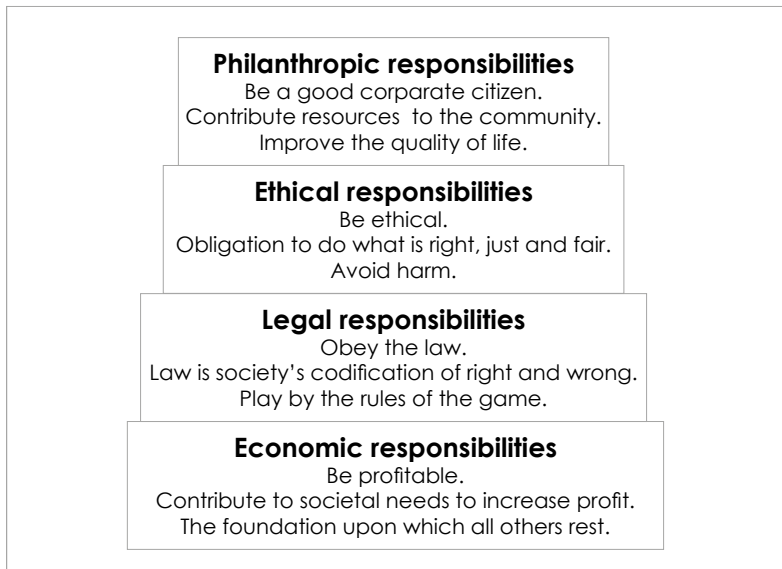 Philanthropic responsibilities
Be a good corparate citizen.
Contribute resources  to the community.
Improve the quality of life.
Ethical responsibilities
Be ethical.
Obligation to do what is right, just and fair.
Avoid harm.
Legal responsibilities
Obey the law.
Law is society’s codification of right and wrong.
Play by the rules of the game.
Economic responsibilities
Be profitable.
Contribute to societal needs to increase profit.
The foundation upon which all others rest.